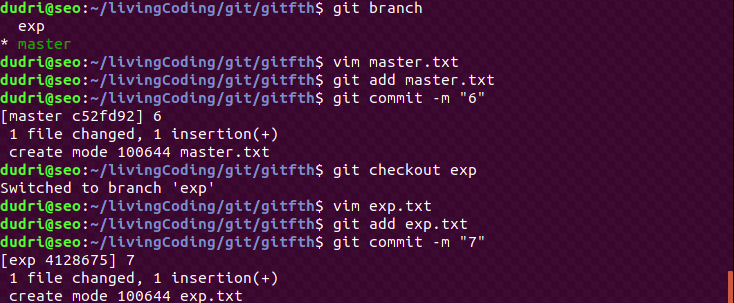 dudri@seo:~/livingCoding/git/gitfth$ git branch
  exp
* master
dudri@seo:~/livingCoding/git/gitfth$ vim master.txt
dudri@seo:~/livingCoding/git/gitfth$ git add master.txt
dudri@seo:~/livingCoding/git/gitfth$ git commit -m "6"
[master c52fd92] 6
 1 file changed, 1 insertion(+)
 create mode 100644 master.txt
dudri@seo:~/livingCoding/git/gitfth$ git checkout exp
Switched to branch 'exp'
dudri@seo:~/livingCoding/git/gitfth$ vim exp.txt
dudri@seo:~/livingCoding/git/gitfth$ git add exp.txt
dudri@seo:~/livingCoding/git/gitfth$ git commit -m "7"
[exp 4128675] 7
 1 file changed, 1 insertion(+)
 create mode 100644 exp.txt